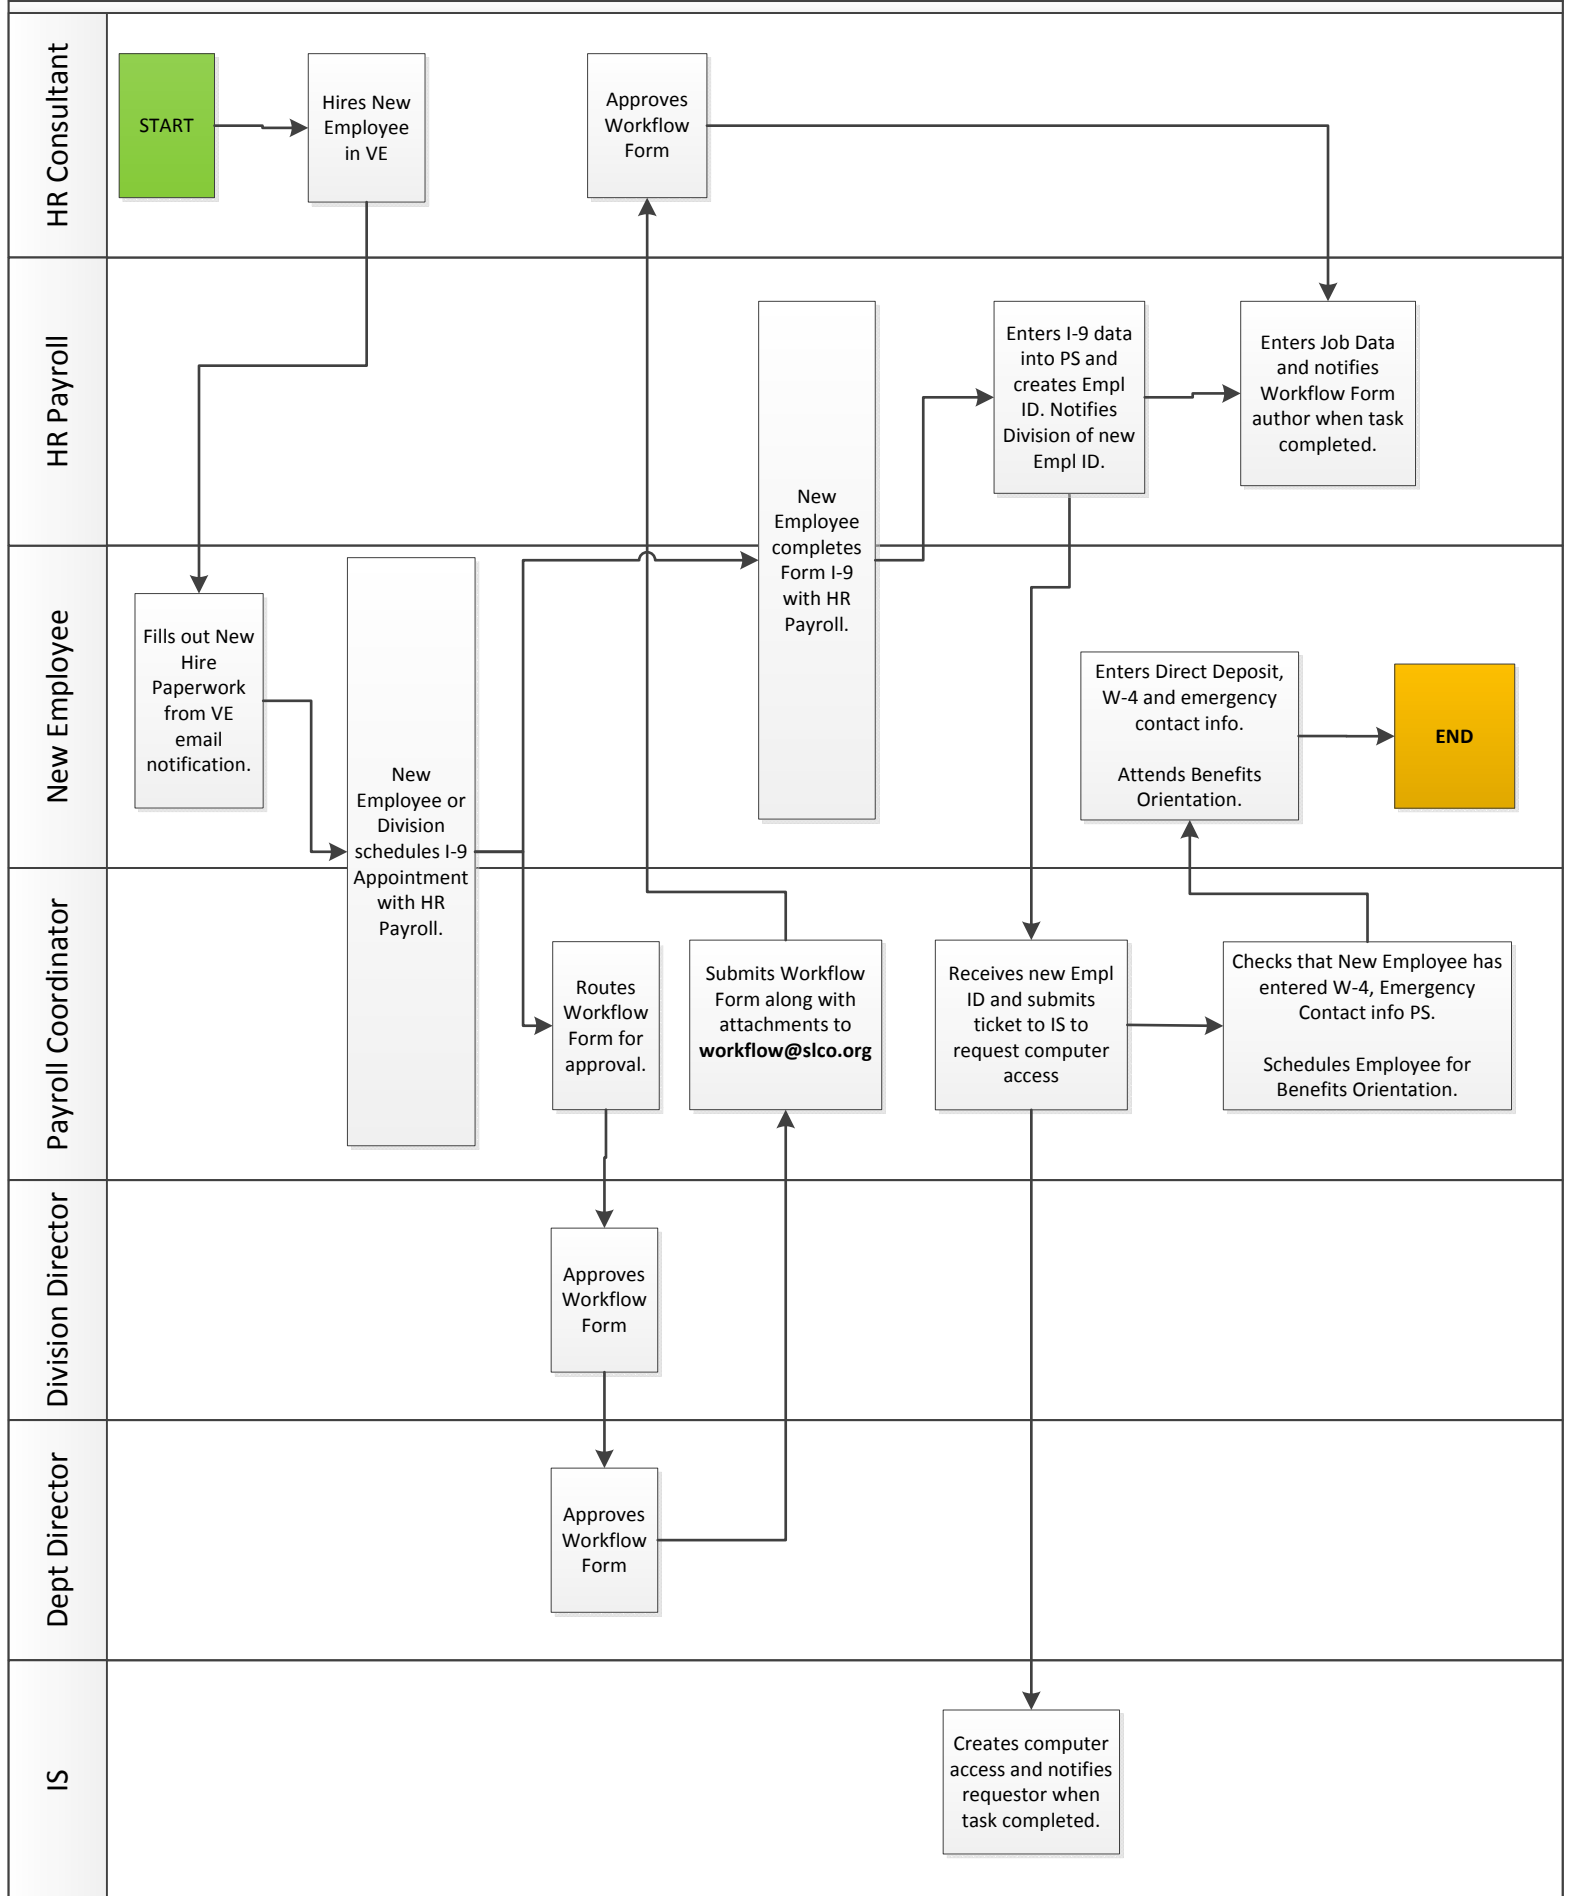 HR Consultant
START
Hires New
Employee
in VE
Approves
Workflow
Form
HR Payroll
New
Employee
completes
Form I-9
with HR
Payroll.
Enters I-9 data
into PS and
creates Empl
ID. Notifies
Division of new
Empl ID.
Enters Job Data
and notifies
Workflow Form
author when task
completed.
New Employee
Fills out New
Hire
Paperwork
from VE
email
notification.
New
Employee or
Division
schedules I-9
Appointment
with HR
Payroll.
Enters Direct Deposit,
W-4 and emergency
contact info.
Attends Benefits
Orientation.
END
Payroll Coordinator
Routes
Workflow
Form for
approval.
Submits Workflow
Form along with
attachments to
workflow@slco.org
Receives new Empl
ID and submits
ticket to IS to
request computer
access
Checks that New Employee has
entered W-4, Emergency
Contact info PS.
Schedules Employee for
Benefits Orientation.
Division Director
Approves
Workflow
Form
Dept Director
Approves
Workflow
Form
IS
Creates computer
access and notifies
requestor when
task completed.